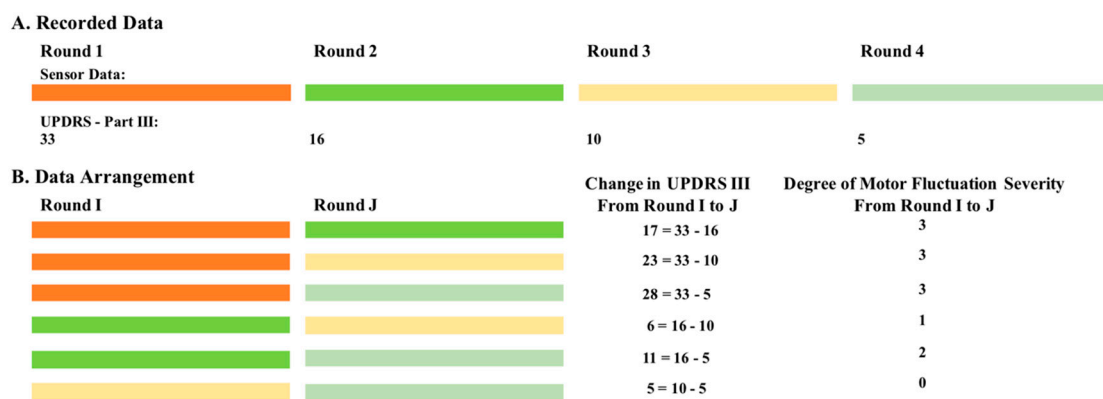 A. Recorded Data
Round 1 Round 2 Round 3 Round 4
Sensor Data:
UPDRS - Part III:
33 16 10 5
B. Data Arrangement
Round I Round J
Change in UPDRS III
From Round I to J
Degree of Motor Fluctuation Severity
From Round I to J
17 = 33 - 16 3
23 = 33 - 10 3
28 = 33 - 5 3
6 = 16 - 10 1
11 = 16 - 5 2
5 = 10 - 5 0